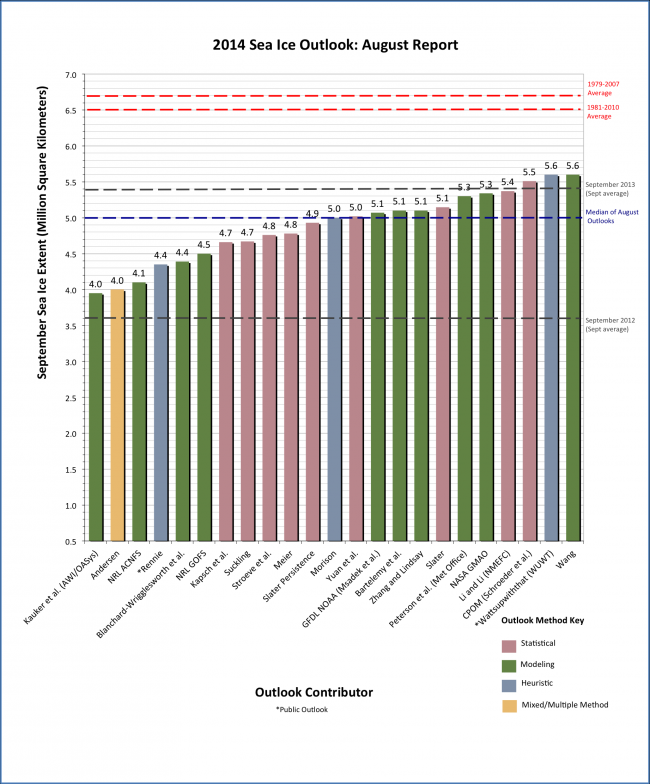 2014 Sea Ice Outlook: August Report
September Sea Ice Extent (Million Square Kilometers)
7.0
6.5
6.0
5.5
5.0
4.5
4.0
3.5
3.0
2.5
2.0
1.5
1.0
0.5
1979-2007
Average
1981-2010
Average
September 2013
(Sept average)
Median of August
Outlooks
September 2012
(Sept average)
4.0
4.0
4.1
4.4
4.4
4.5
4.7
4.7
4.8
4.8
4.9
5.0
5.0
5.1
5.1
5.1
5.1
5.3
5.3
5.4
5.5
5.6
5.6
Kauker et al. (AWI/OASys)
Andersen
NRL ACNFS
*Rennie
Blanchard-Wrigglesworth et al.
NRL GOFS
Kapsch et al.
Suckling
Stroeve et al.
Meier
Slater Persistence
Morison
Yuan et al.
GFDL NOAA (Msadek et al.)
Bartelemy et al.
Zhang and Lindsay
Slater
Peterson et al. (Met Office)
NASA GMAO
Li and Li (NMEFC)
CPOM (Schroeder et al.)
*Wattsupwiththat (WUWT)
Wang
Outlook Method Key
Statistical
Modeling
Heuristic
Mixed/Multiple Method
Outlook Contributor
*Public Outlook